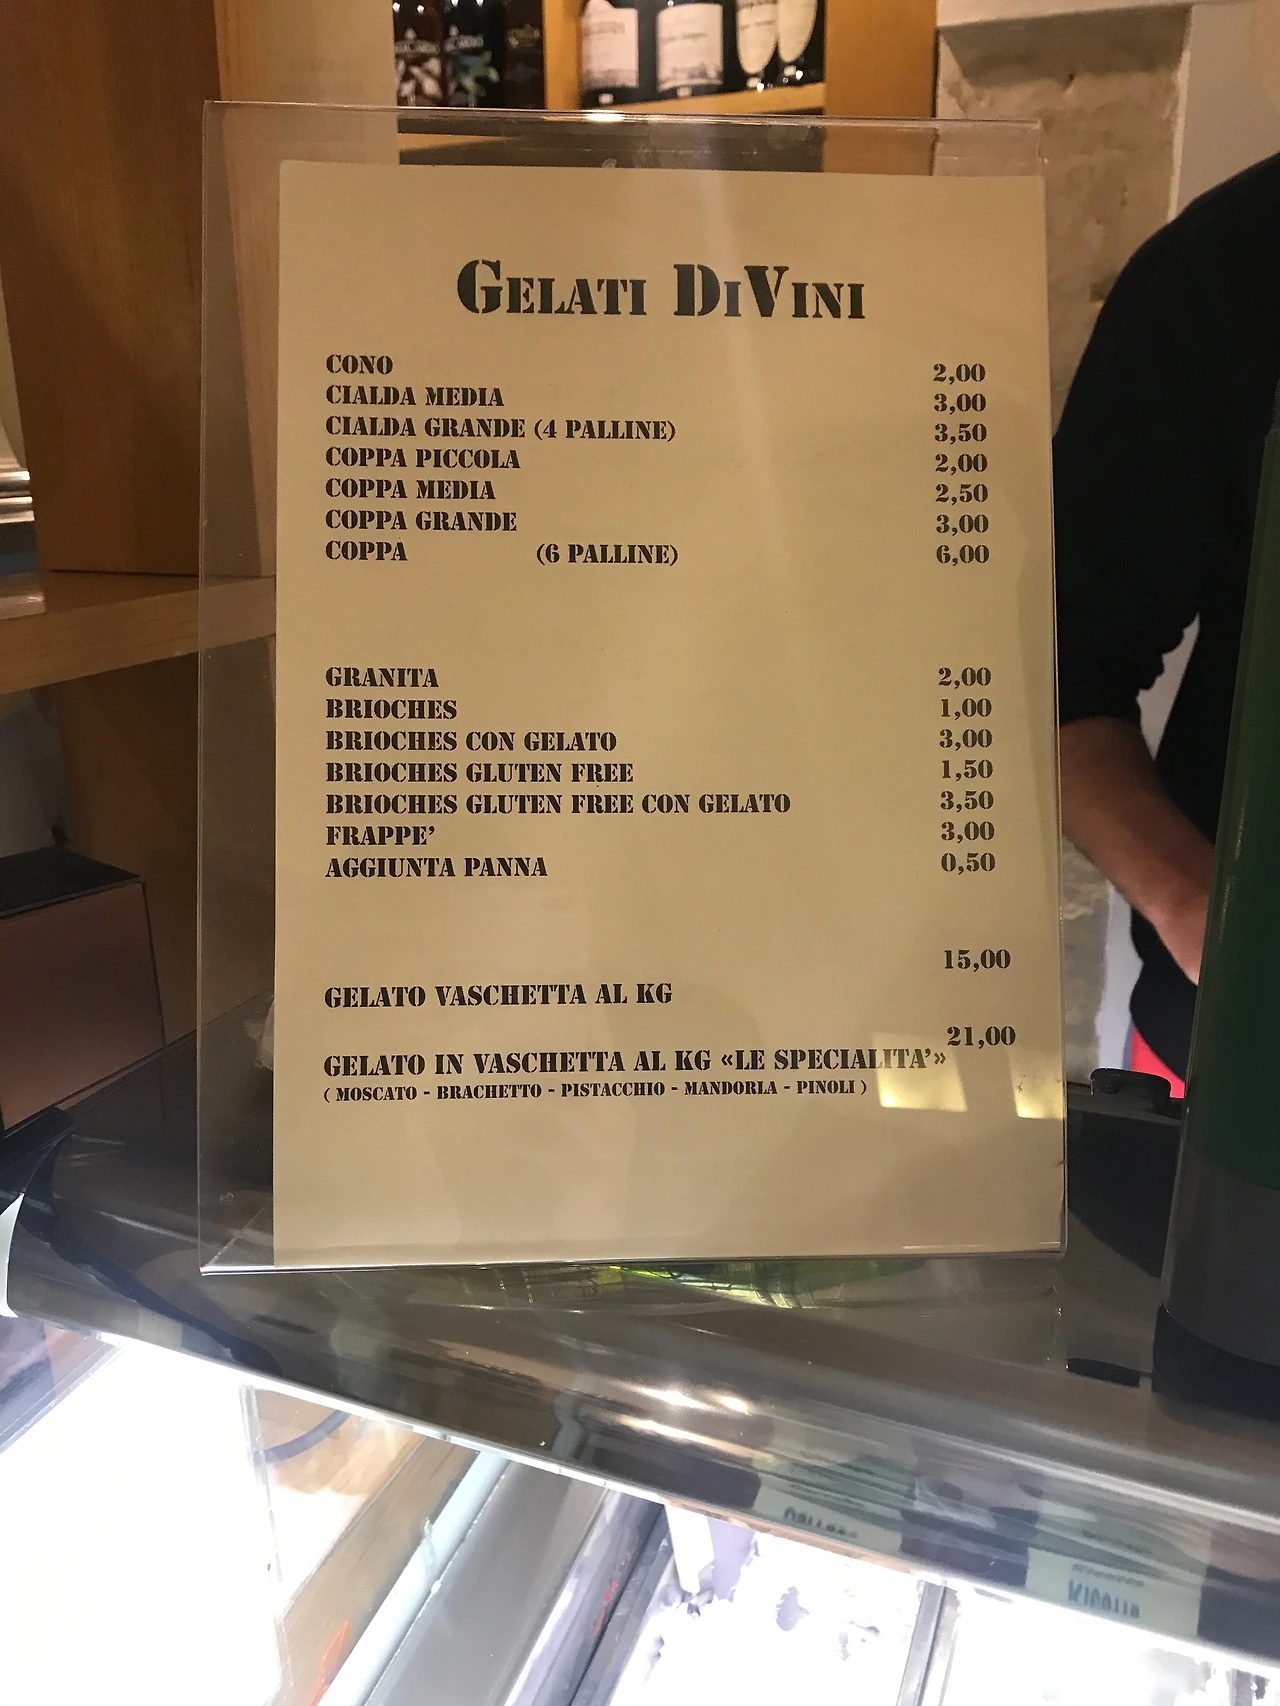 GELATI DIVINI
CONO 2,00
CIALDA MEDIA 3,00
CIALDA GRANDE (4 PALLINE) 3,50
COPPA PICCOLA 2,00
COPPA MEDIA 2,50
COPPA GRANDE 3,00
COPPA (6 PALLINE) 6,00
GRANITA 2,00
BRIOCHES 1,00
BRIOCHES CON GELATO 3,00
BRIOCHES GLUTEN FREE 1,50
BRIOCHES GLUTEN FREE CON GELATO 3,50
FRAPPE’ 3,00
AGGIUNTA PANNA 0,50
15,00
GELATO VASCHETTA AL KG
21,00
GELATO IN VASCHETTA AL KG «LE SPECIALITA’»
( MOSCATO - BRACHETTO - PISTACCHIO - MANDORLA - PINOLI )